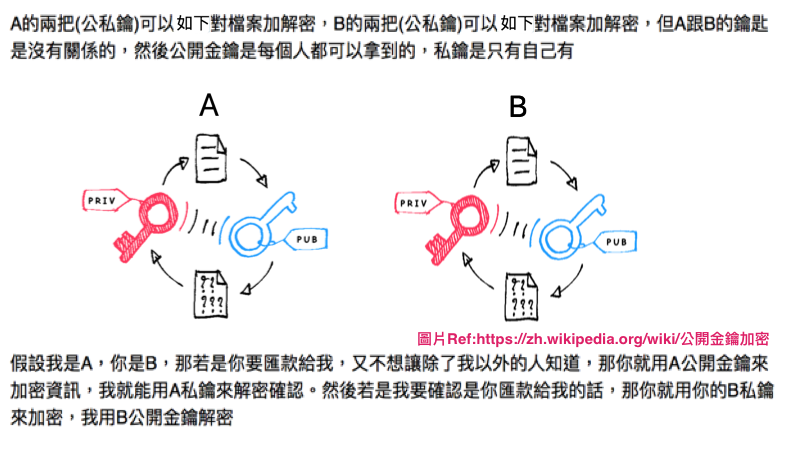 A的兩把(公私鑰)可以如下對檔案加解密，B的兩把(公私鑰)可以如下對檔案加解密，但A跟B的鑰匙
是沒有關係的，然後公開金鑰是每個人都可以拿到的，私鑰是只有自己有
A
B
PRIV
PUB
PRIV
PUB
? ? ?
? ? ?
? ? ?
? ? ?
圖片Ref:https://zh.wikipedia.org/wiki/公開金鑰加密
假設我是A，你是B，那若是你要匯款給我，又不想讓除了我以外的人知道，那你就用A公開金鑰來
加密資訊，我就能用A私鑰來解密確認。然後若是我要確認是你匯款給我的話，那你就用你的B私鑰
來加密，我用B公開金鑰解密